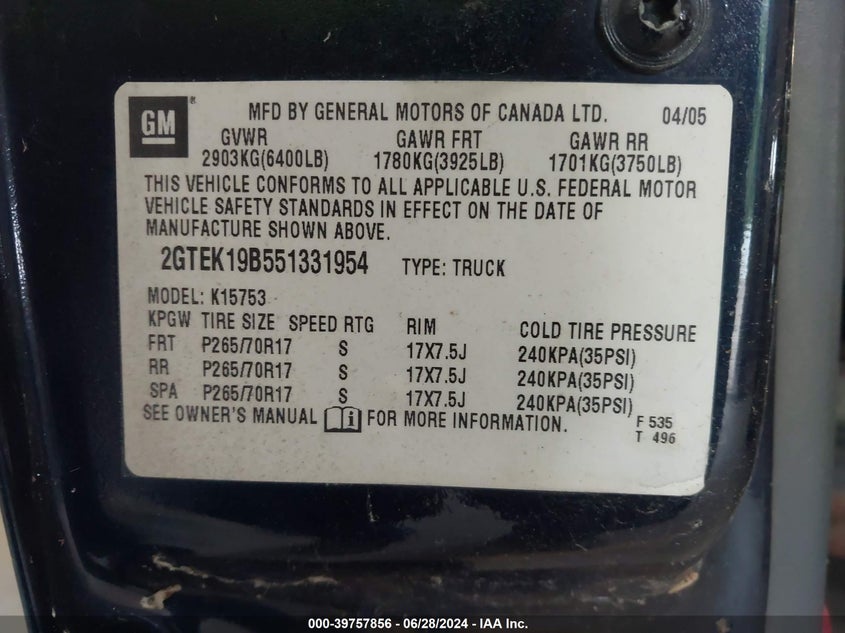 GM ® MFD BY GENERAL MOTORS OF CANADA LTD. 04/05
GVWR GAWR FRT GAWR RR
2903KG(6400LB) 1780KG(3925LB) 1701KG(3750LB)
THIS VEHICLE CONFORMS TO ALL APPLICABLE U.S. FEDERAL MOTOR
VEHICLE SAFETY STANDARDS IN EFFECT ON THE DATE OF
MANUFACTURE SHOWN ABOVE.
2GTEK19B551331954 TYPE: TRUCK
MODEL: K15753
KPGW TIRE SIZE SPEED RTG RIM COLD TIRE PRESSURE
FRT P265/70R17 S 17X7.5J 240KPA(35PSI)
RR P265/70R17 S 17X7.5J 240KPA(35PSI)
SPA P265/70R17 S 17X7.5J 240KPA(35PSI)
SEE OWNER'S MANUAL i FOR MORE INFORMATION.
F 535
T 496
000-39757856 - 06/28/2024 - IAA Inc.